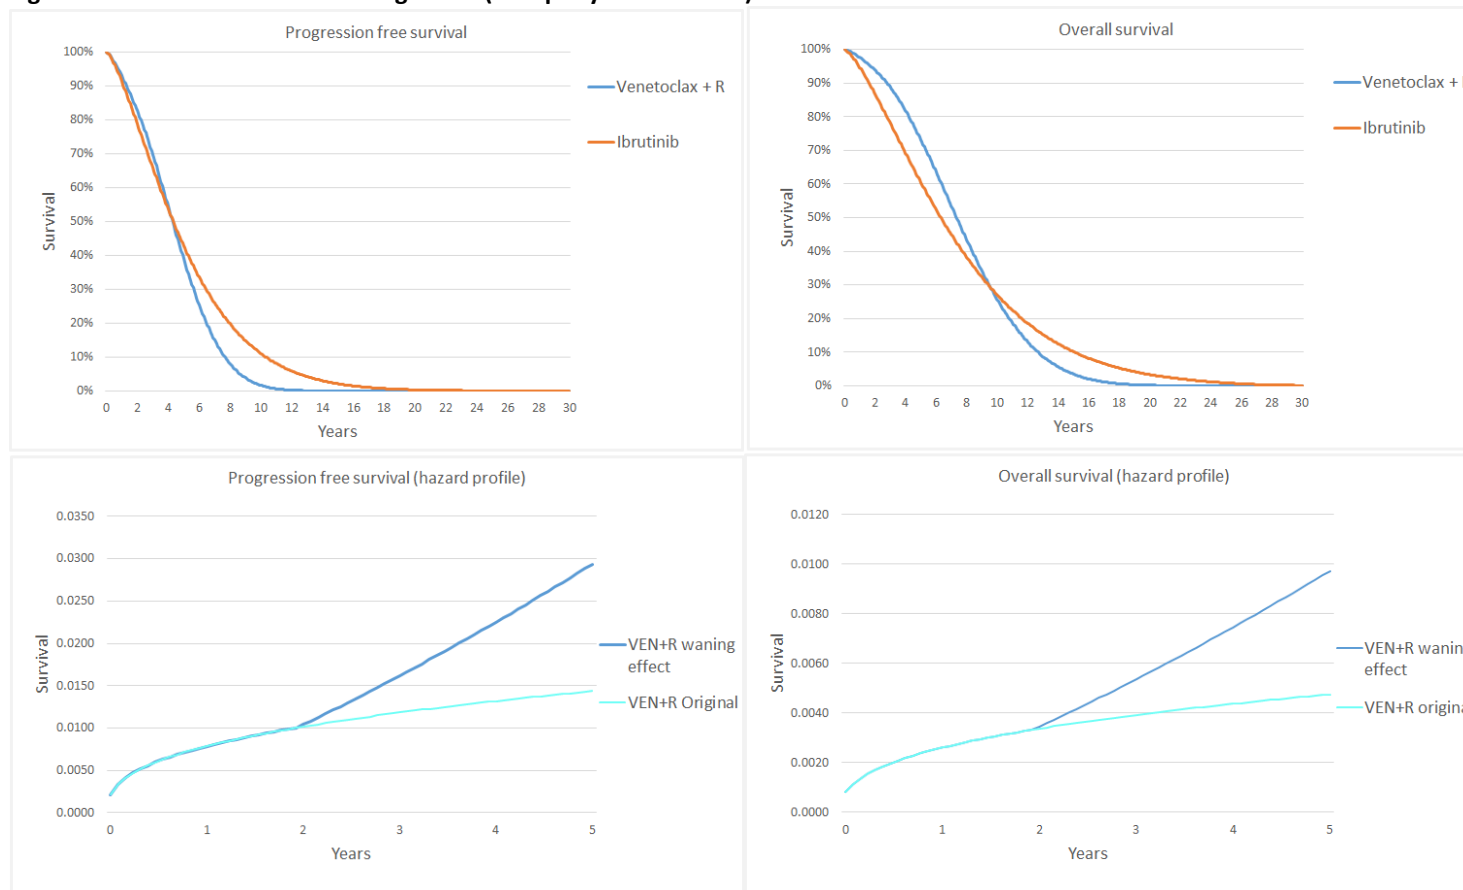 Progression free survival
100%
90%
80%
70%
60%
50%
40%
30%
20%
10%
0%
Survival
0 2 4 6 8 10 12 14 16 18 20 22 24 26 28 30
Years
Venetoclax + R
Ibrutinib
Overall survival
100%
90%
80%
70%
60%
50%
40%
30%
20%
10%
0%
Survival
0 2 4 6 8 10 12 14 16 18 20 22 24 26 28 30
Years
Venetoclax +
Ibrutinib
Progression free survival (hazard profile)
0.0350
0.0300
0.0250
0.0200
0.0150
0.0100
0.0050
0.0000
Survival
0 1 2 3 4 5
Years
VEN+R waning
effect
VEN+R Original
Overall survival (hazard profile)
0.0120
0.0100
0.0080
0.0060
0.0040
0.0020
0.0000
Survival
0 1 2 3 4 5
Years
VEN+R wanin
effect
VEN+R origina